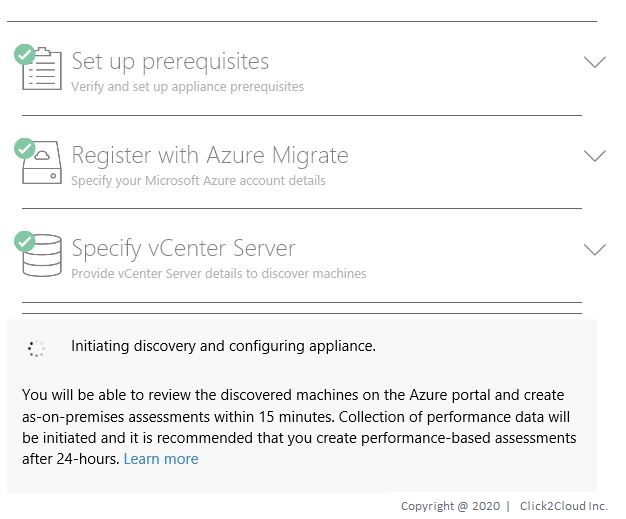 Set up prerequisites
Verify and set up appliance prerequisites
Register with Azure Migrate
Specify your Microsoft Azure account details
Specify vCenter Server
Provide vCenter Server details to discover machines
Initiating discovery and configuring appliance.
You will be able to review the discovered machines on the Azure portal and create
as-on-premises assessments within 15 minutes. Collection of performance data will
be initiated and it is recommended that you create performance-based assessments
after 24-hours. Learn more
Copyright @ 2020 | Click2Cloud Inc.